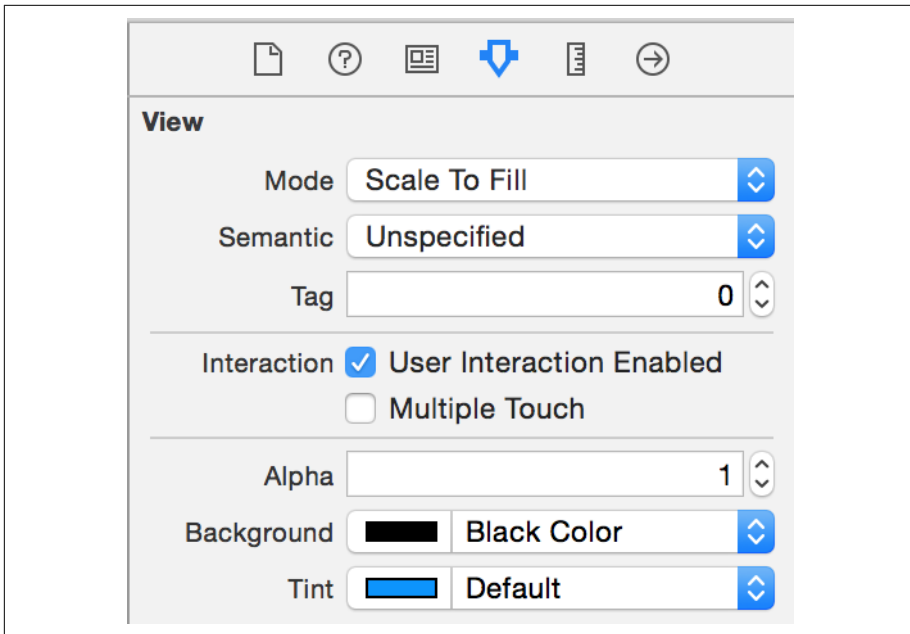 View
Mode Scale To Fill
Semantic Unspecified
Tag 0
Interaction User Interaction Enabled
Multiple Touch
Alpha 1
Background Black Color
Tint Default